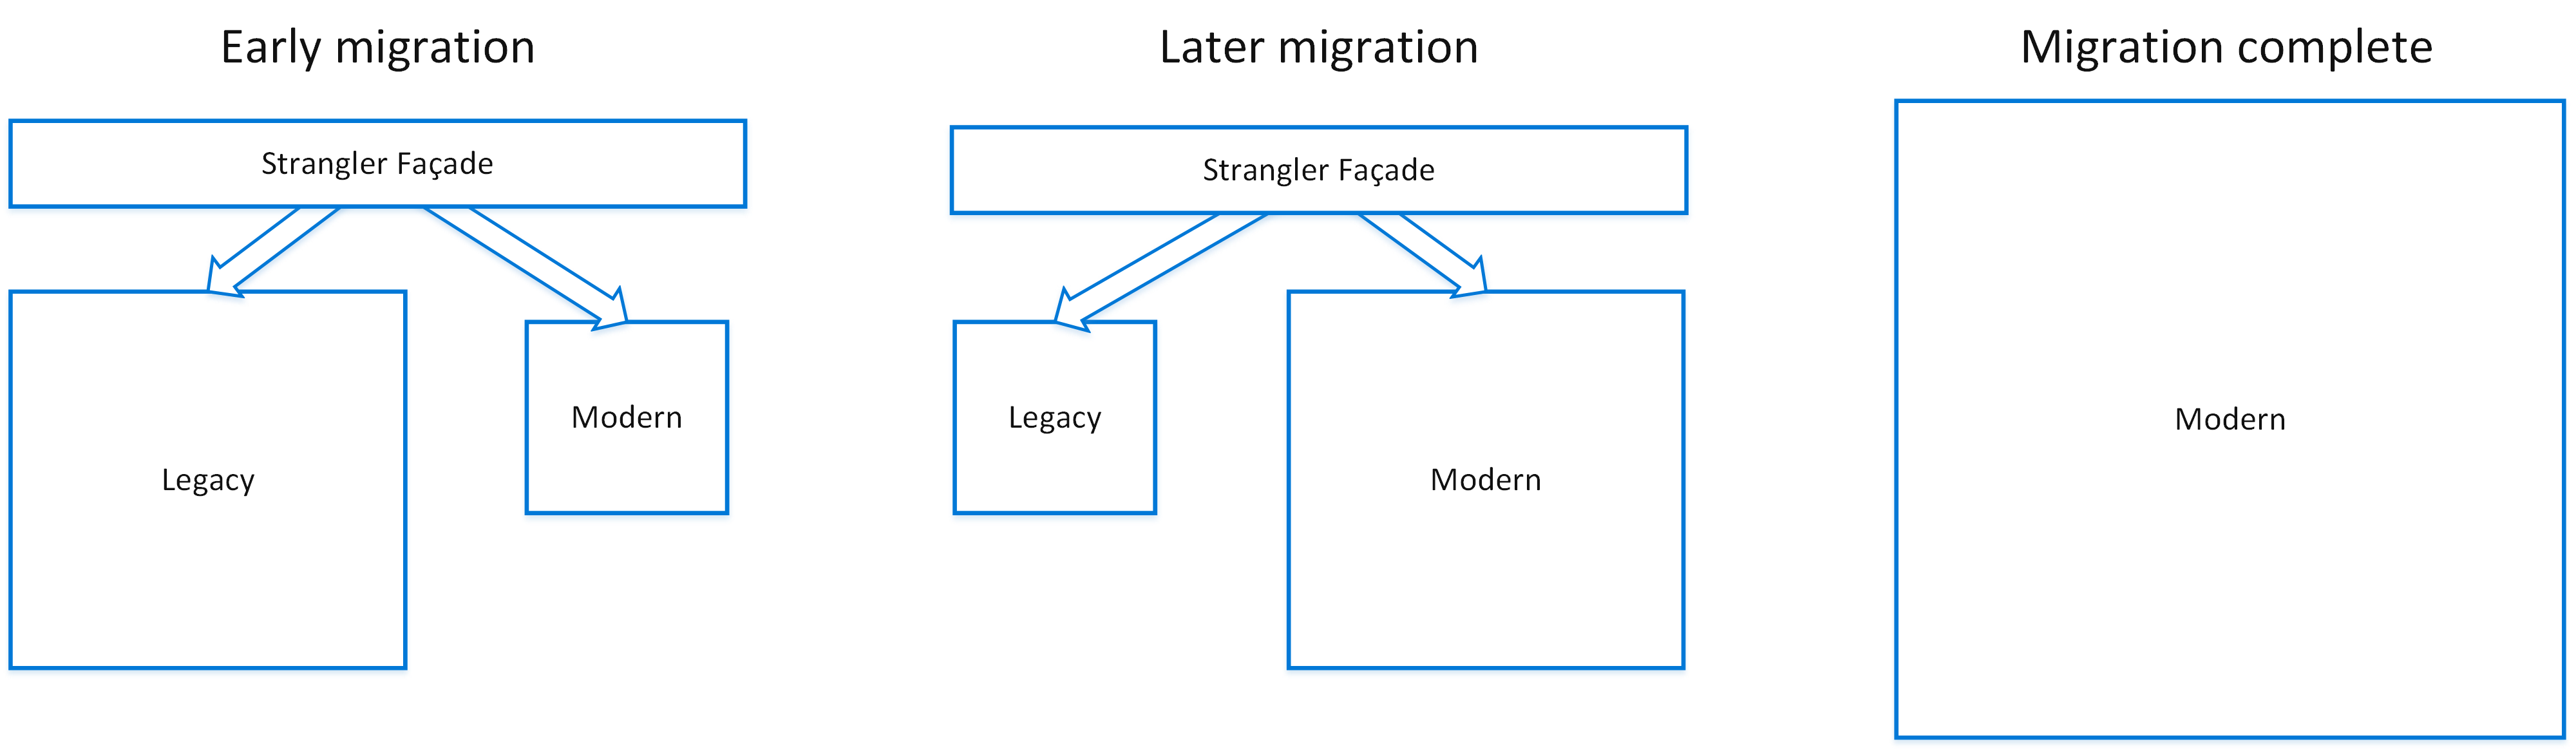 Early migration
Strangler Façade
Legacy
Modern
Later migration
Strangler Façade
Legacy
Modern
Migration complete
Modern